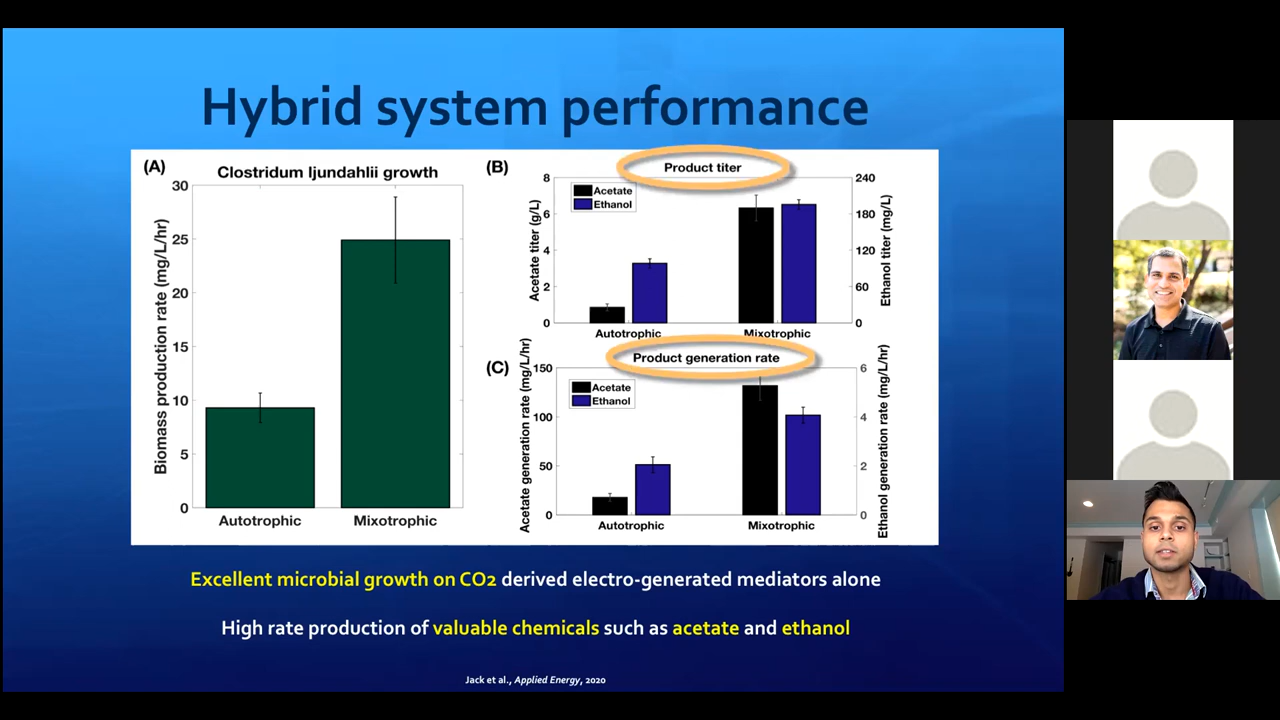 Hybrid system performance
(A)
Clostridum ljundahlii growth
Biomass production rate (mg/L/hr)
30
25
20
15
10
5
0
Autotrophic Mixotrophic
(B)
Product titer
Acetate titer (g/L)
8
6
4
2
0
Acetate
Ethanol
240
180
120
60
0
Ethanol titer (mg/L)
Autotrophic Mixotrophic
(C)
Product generation rate
Acetate generation rate (mg/L/hr)
150
100
50
0
Acetate
Ethanol
6
4
2
0
Ethanol generation rate (mg/L/hr)
Autotrophic Mixotrophic
Excellent microbial growth on CO2 derived electro-generated mediators alone
High rate production of valuable chemicals such as acetate and ethanol
Jack et al., Applied Energy, 2020